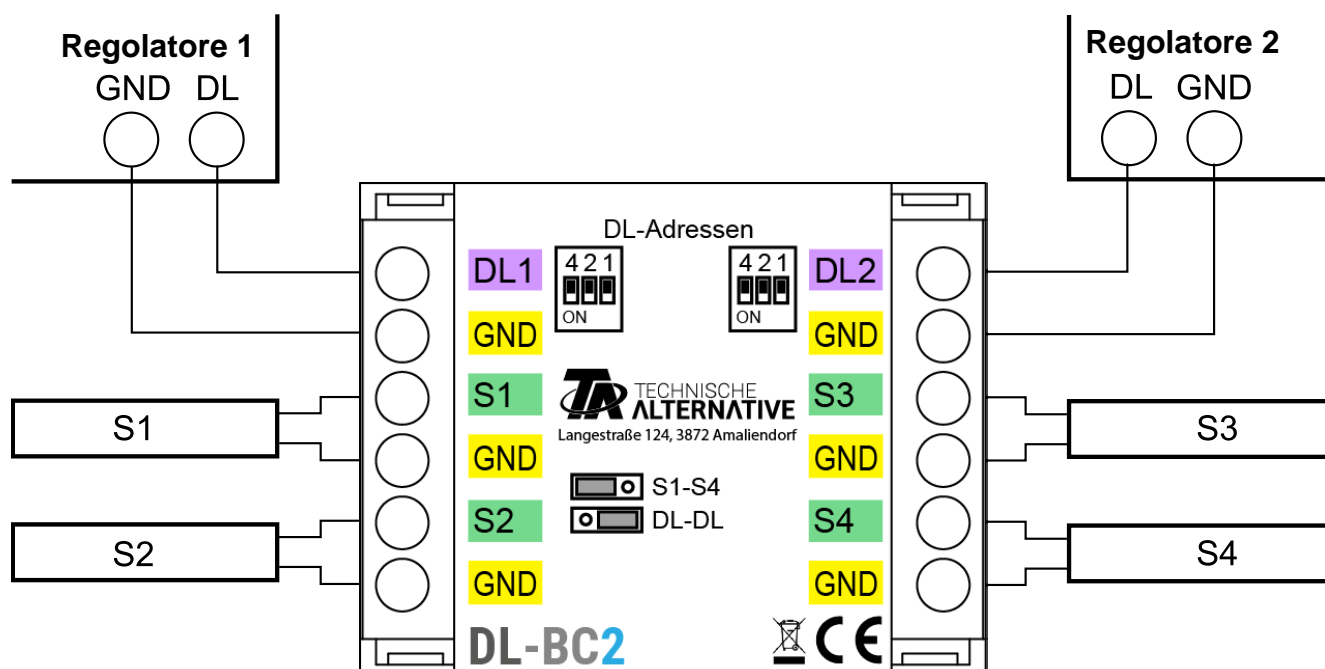 Regolatore 1
GND DL
Regolatore 2
DL GND
DL-Adressen
DL1
4 2 1
ON
4 2 1
ON
DL2
GND
GND
S1
TA TECHNISCHE
ALTERNATIVE
Langestraße 124, 3872 Amaliendorf
S3
S1
GND
GND
S3
S1-S4
DL-DL
S2
S4
S2
GND
GND
S4
DL-BC2
CE